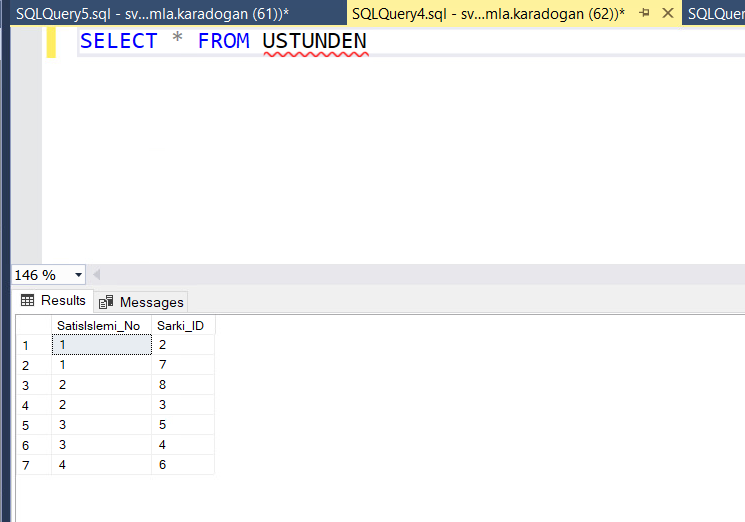 SQLQuery5.sql - sv...mla.karadogan (61))* SQLQuery4.sql - sv...mla.karadogan (62))* SQLQuer
SELECT * FROM USTUNDEN
146 %
Results Messages
SatisIslemi_No Sarki_ID
1 1 2
2 1 7
3 2 8
4 2 3
5 3 5
6 3 4
7 4 6